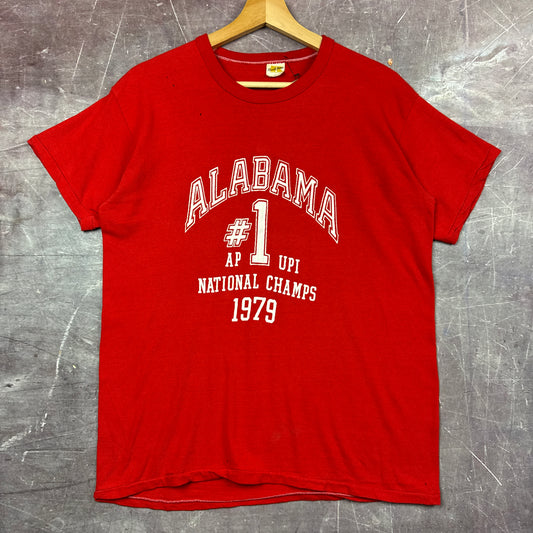 ALABAMA
#1
AP UPI
NATIONAL CHAMPS
1979